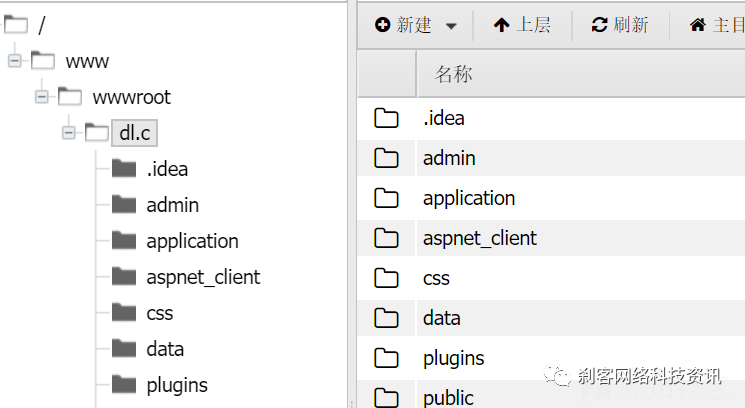 /
www
wwwroot
dl.c
.idea
admin
application
aspnet_client
css
data
plugins
新建 上层 刷新 主目
名称
.idea
admin
application
aspnet_client
css
data
plugins
public
刹客网络科技资讯